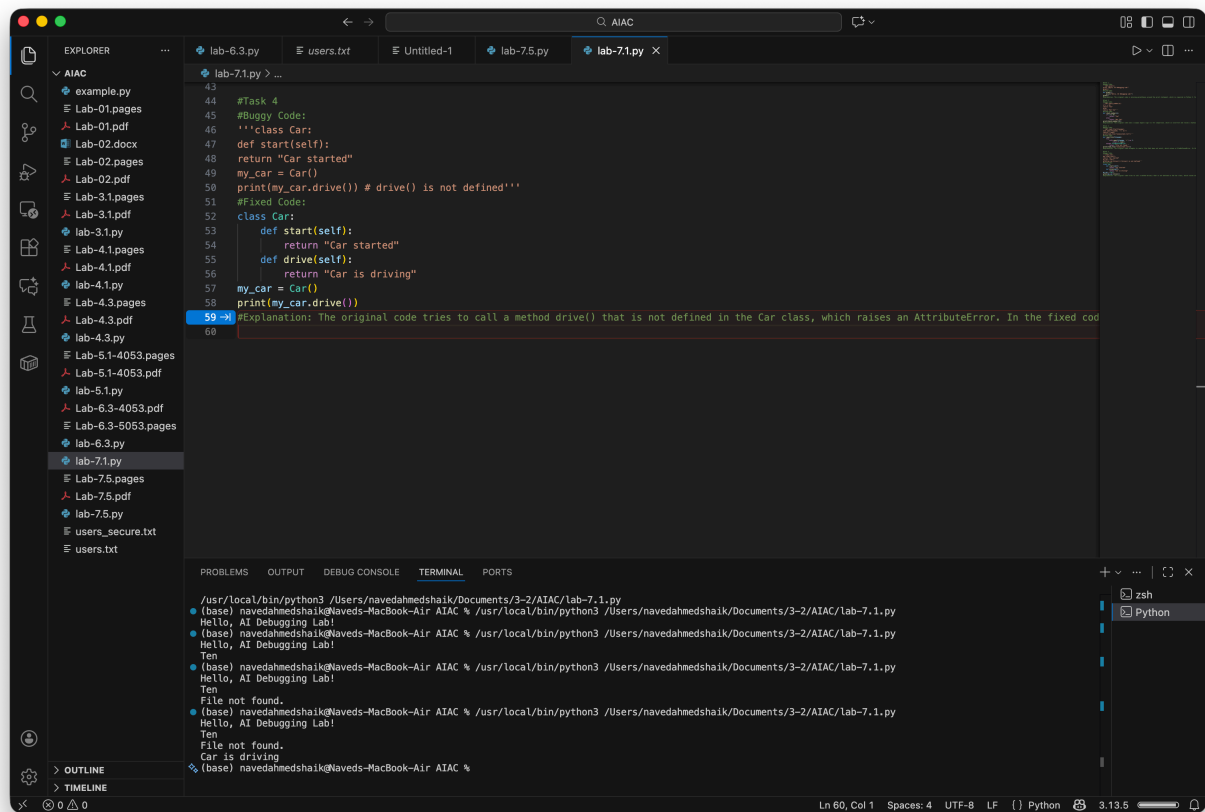 AIAC
EXPLORER
lab-6.3.py
users.txt
Untitled-1
lab-7.5.py
lab-7.1.py
AIAC
lab-7.1.py > ...
example.py
Lab-01.pages
Lab-01.pdf
Lab-02.docx
Lab-02.pages
Lab-02.pdf
Lab-3.1.pages
Lab-3.1.pdf
lab-3.1.py
Lab-4.1.pages
Lab-4.1.pdf
lab-4.1.py
Lab-4.3.pages
Lab-4.3.pdf
lab-4.3.py
Lab-5.1-4053.pages
Lab-5.1-4053.pdf
lab-5.1.py
Lab-6.3-4053.pdf
Lab-6.3-5053.pages
lab-6.3.py
lab-7.1.py
Lab-7.5.pages
Lab-7.5.pdf
lab-7.5.py
users_secure.txt
users.txt
OUTLINE
TIMELINE
43
44 #Task 4
45 #Buggy Code:
46 '''class Car:
47 def start(self):
48 return "Car started"
49 my_car = Car()
50 print(my_car.drive()) # drive() is not defined'''
51 #Fixed Code:
52 class Car:
53     def start(self):
54         return "Car started"
55     def drive(self):
56         return "Car is driving"
57 my_car = Car()
58 print(my_car.drive())
59 #Explanation: The original code tries to call a method drive() that is not defined in the Car class, which raises an AttributeError. In the fixed cod
60
PROBLEMS OUTPUT DEBUG CONSOLE TERMINAL PORTS
/usr/local/bin/python3 /Users/navedahmedshaik/Documents/3-2/AIAC/lab-7.1.py
(base) navedahmedshaik@Naveds-MacBook-Air AIAC % /usr/local/bin/python3 /Users/navedahmedshaik/Documents/3-2/AIAC/lab-7.1.py
Hello, AI Debugging Lab!
(base) navedahmedshaik@Naveds-MacBook-Air AIAC % /usr/local/bin/python3 /Users/navedahmedshaik/Documents/3-2/AIAC/lab-7.1.py
Hello, AI Debugging Lab!
Ten
(base) navedahmedshaik@Naveds-MacBook-Air AIAC % /usr/local/bin/python3 /Users/navedahmedshaik/Documents/3-2/AIAC/lab-7.1.py
Hello, AI Debugging Lab!
Ten
File not found.
(base) navedahmedshaik@Naveds-MacBook-Air AIAC % /usr/local/bin/python3 /Users/navedahmedshaik/Documents/3-2/AIAC/lab-7.1.py
Hello, AI Debugging Lab!
Ten
File not found.
Car is driving
(base) navedahmedshaik@Naveds-MacBook-Air AIAC %
zsh
Python
0 0
Ln 60, Col 1 Spaces: 4 UTF-8 LF { } Python 3.13.5